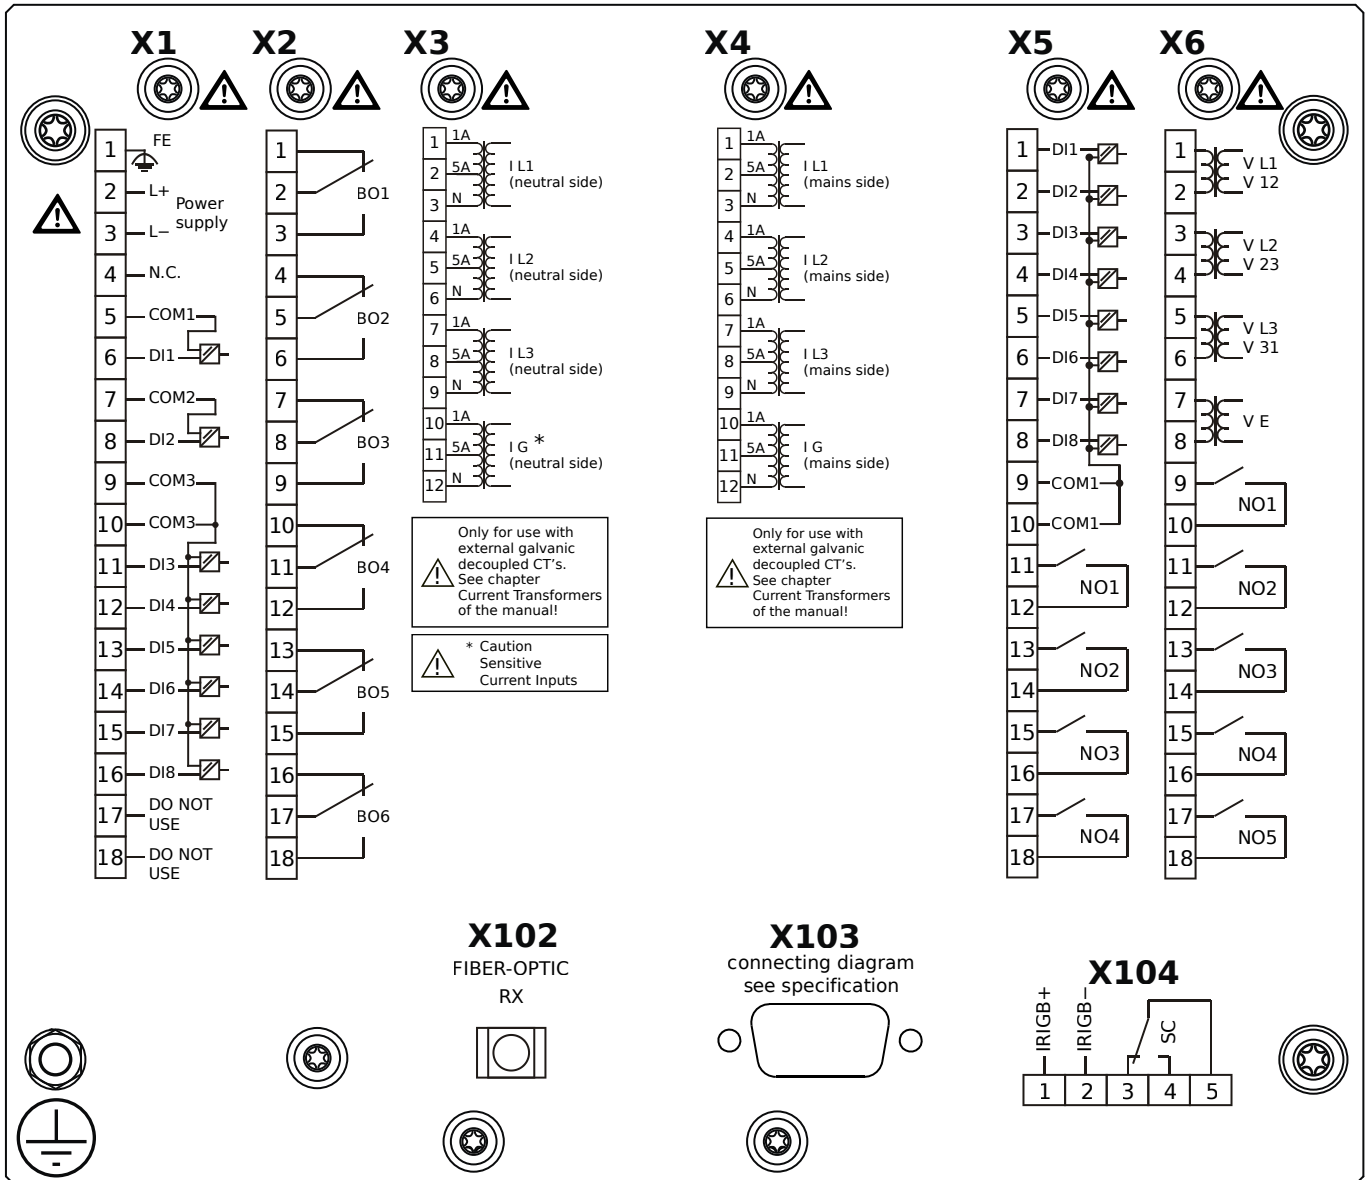 X1
1
FE
2
L+
Power
supply
3
L−
4
N.C.
5
COM1
6
DI1
7
COM2
8
DI2
9
COM3
10
COM3
11
DI3
12
DI4
13
DI5
14
DI6
15
DI7
16
DI8
17
DO NOT
USE
18
DO NOT
USE
X2
1
2
BO1
3
4
5
BO2
6
7
8
BO3
9
10
11
BO4
12
13
14
BO5
15
16
17
BO6
18
X3
1
1A
2
5A
I L1
(neutral side)
3
N
4
1A
5
5A
I L2
(neutral side)
6
N
7
1A
8
5A
I L3
(neutral side)
9
N
10
1A
11
5A
I G *
(neutral side)
12
N
Only for use with
external galvanic
decoupled CT’s.
See chapter
Current Transformers
of the manual!
* Caution
Sensitive
Current Inputs
X4
1
1A
2
5A
I L1
(mains side)
3
N
4
1A
5
5A
I L2
(mains side)
6
N
7
1A
8
5A
I L3
(mains side)
9
N
10
1A
11
5A
I G
(mains side)
12
N
Only for use with
external galvanic
decoupled CT’s.
See chapter
Current Transformers
of the manual!
X5
1
DI1
2
DI2
3
DI3
4
DI4
5
DI5
6
DI6
7
DI7
8
DI8
9
COM1
10
COM1
11
NO1
12
13
NO2
14
15
NO3
16
17
NO4
18
X6
1
V L1
V 12
2
3
V L2
V 23
4
5
V L3
V 31
6
7
V E
8
9
NO1
10
11
NO2
12
13
NO3
14
15
NO4
16
17
NO5
18
X102
FIBER-OPTIC
RX
X103
connecting diagram
see specification
X104
IRIGB+
IRIGB−
SC
1 2 3 4 5